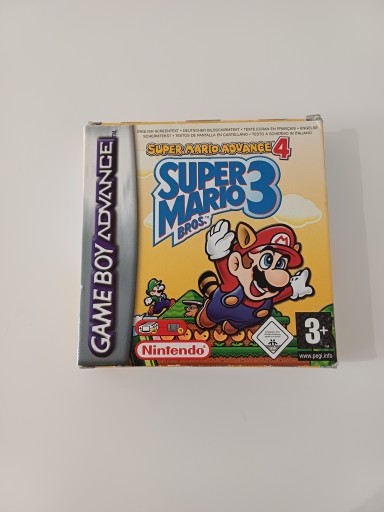 ENGLISH SCREENTEXT • DEUTSCHER BILDSCHIRMTEXT • TEXTE ECRAN EN FRANÇAIS • ENGELSE
SCHERMTEKST • TEXTOS DE PANTALLA EN CASTELLANO • TESTO A SCHERMO IN ITALIANO
SUPER MARIO ADVANCE 4
SUPER
MARIO 3
BROS.™
GAME BOY ADVANCE
Nintendo
3+
www.pegi.info
M